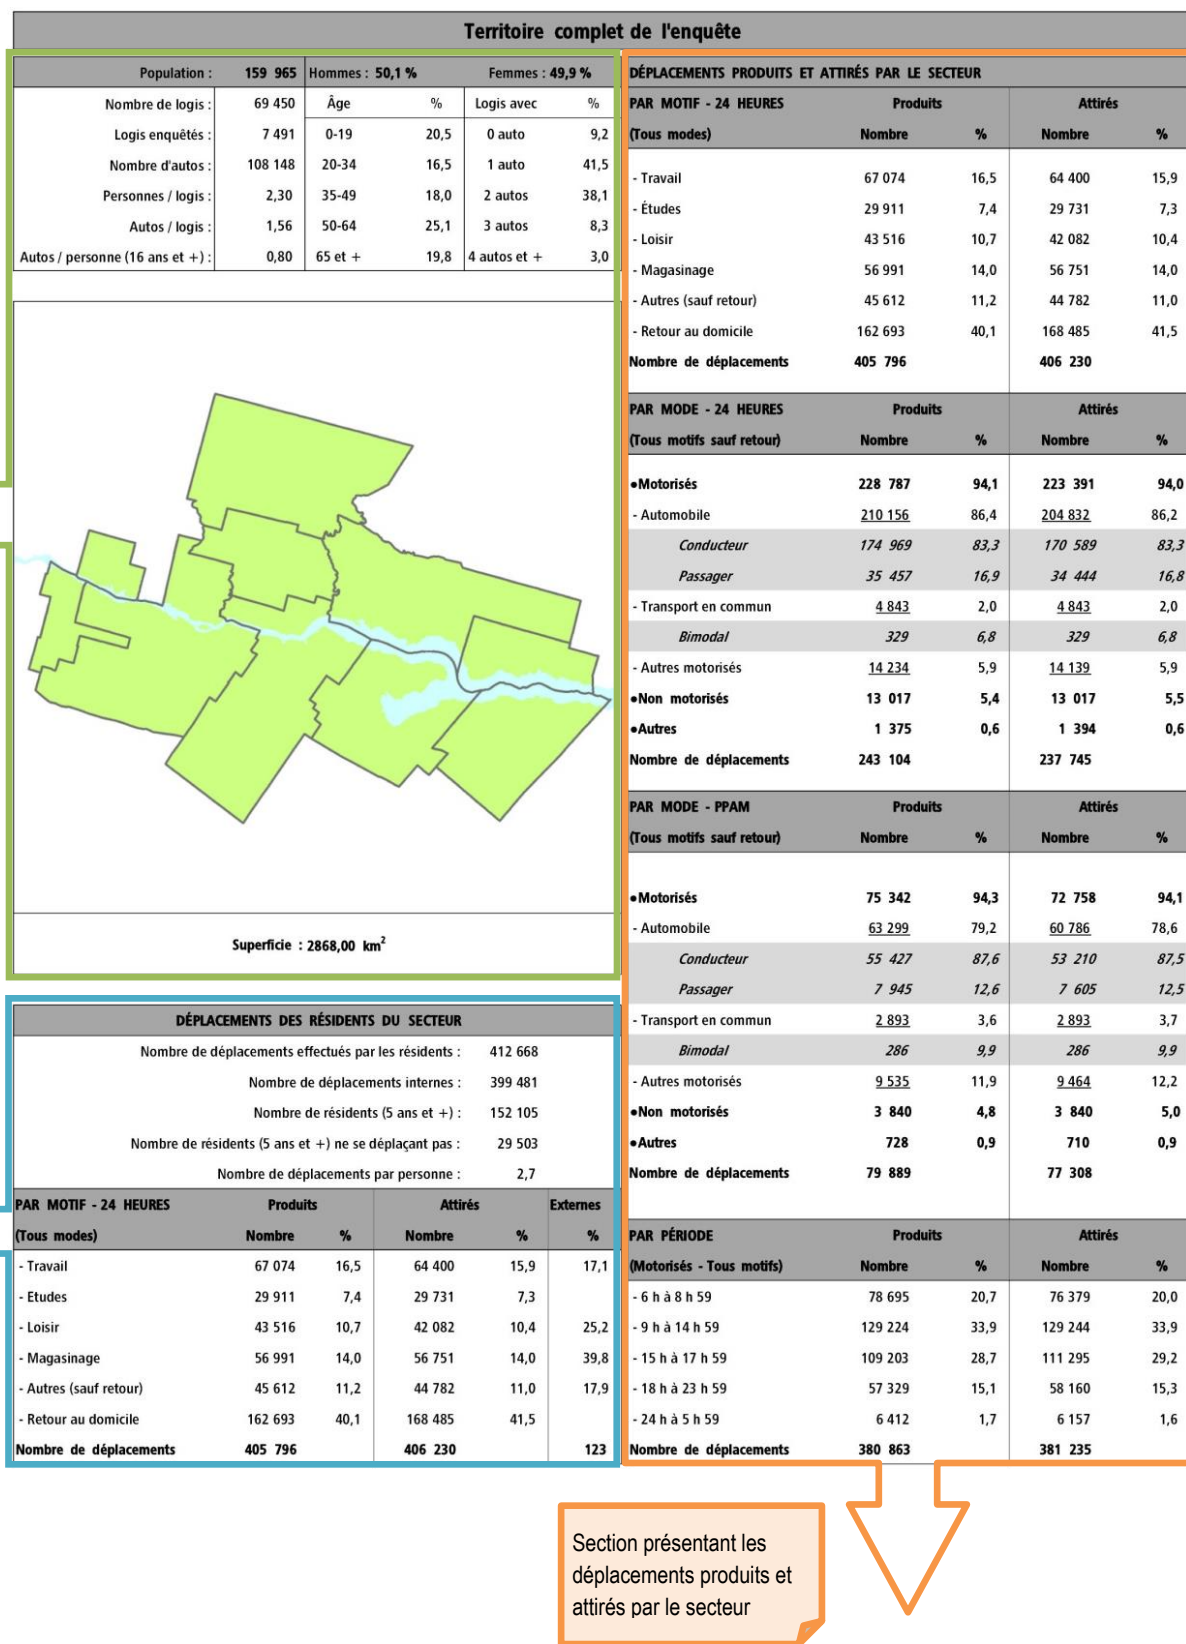 Territoire complet de l'enquête
Population : 159 965 Hommes : 50,1 % Femmes : 49,9 %
Nombre de logis : 69 450 Âge % Logis avec %
Logis enquêtés : 7 491 0-19 20,5 0 auto 9,2
Nombre d'autos : 108 148 20-34 16,5 1 auto 41,5
Personnes / logis : 2,30 35-49 18,0 2 autos 38,1
Autos / logis : 1,56 50-64 25,1 3 autos 8,3
Autos / personne (16 ans et +) : 0,80 65 et + 19,8 4 autos et + 3,0
Superficie : 2868,00 km²
DÉPLACEMENTS DES RÉSIDENTS DU SECTEUR
Nombre de déplacements effectués par les résidents : 412 668
Nombre de déplacements internes : 399 481
Nombre de résidents (5 ans et +) : 152 105
Nombre de résidents (5 ans et +) ne se déplaçant pas : 29 503
Nombre de déplacements par personne : 2,7
PAR MOTIF - 24 HEURES Produits Attirés Externes
(Tous modes) Nombre % Nombre % %
- Travail 67 074 16,5 64 400 15,9 17,1
- Etudes 29 911 7,4 29 731 7,3
- Loisir 43 516 10,7 42 082 10,4 25,2
- Magasinage 56 991 14,0 56 751 14,0 39,8
- Autres (sauf retour) 45 612 11,2 44 782 11,0 17,9
- Retour au domicile 162 693 40,1 168 485 41,5
Nombre de déplacements 405 796 406 230 123
DÉPLACEMENTS PRODUITS ET ATTIRÉS PAR LE SECTEUR
PAR MOTIF - 24 HEURES Produits Attirés
(Tous modes) Nombre % Nombre %
- Travail 67 074 16,5 64 400 15,9
- Études 29 911 7,4 29 731 7,3
- Loisir 43 516 10,7 42 082 10,4
- Magasinage 56 991 14,0 56 751 14,0
- Autres (sauf retour) 45 612 11,2 44 782 11,0
- Retour au domicile 162 693 40,1 168 485 41,5
Nombre de déplacements 405 796 406 230
PAR MODE - 24 HEURES Produits Attirés
(Tous motifs sauf retour) Nombre % Nombre %
●Motorisés 228 787 94,1 223 391 94,0
- Automobile 210 156 86,4 204 832 86,2
Conducteur 174 969 83,3 170 589 83,3
Passager 35 457 16,9 34 444 16,8
- Transport en commun 4 843 2,0 4 843 2,0
Bimodal 329 6,8 329 6,8
- Autres motorisés 14 234 5,9 14 139 5,9
●Non motorisés 13 017 5,4 13 017 5,5
●Autres 1 375 0,6 1 394 0,6
Nombre de déplacements 243 104 237 745
PAR MODE - PPAM Produits Attirés
(Tous motifs sauf retour) Nombre % Nombre %
●Motorisés 75 342 94,3 72 758 94,1
- Automobile 63 299 79,2 60 786 78,6
Conducteur 55 427 87,6 53 210 87,5
Passager 7 945 12,6 7 605 12,5
- Transport en commun 2 893 3,6 2 893 3,7
Bimodal 286 9,9 286 9,9
- Autres motorisés 9 535 11,9 9 464 12,2
●Non motorisés 3 840 4,8 3 840 5,0
●Autres 728 0,9 710 0,9
Nombre de déplacements 79 889 77 308
PAR PÉRIODE Produits Attirés
(Motorisés - Tous motifs) Nombre % Nombre %
- 6 h à 8 h 59 78 695 20,7 76 379 20,0
- 9 h à 14 h 59 129 224 33,9 129 244 33,9
- 15 h à 17 h 59 109 203 28,7 111 295 29,2
- 18 h à 23 h 59 57 329 15,1 58 160 15,3
- 24 h à 5 h 59 6 412 1,7 6 157 1,6
Nombre de déplacements 380 863 381 235
Section présentant les
déplacements produits et
attirés par le secteur